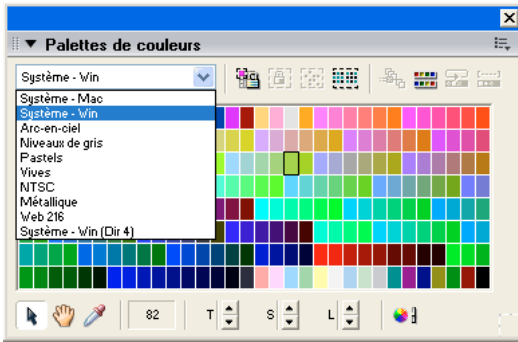 Palettes de couleurs
Système - Win
Système - Mac
Système - Win
Arc-en-ciel
Niveaux de gris
Pastels
Vives
NTSC
Métallique
Web 216
Système - Win (Dir 4)
82 T S L